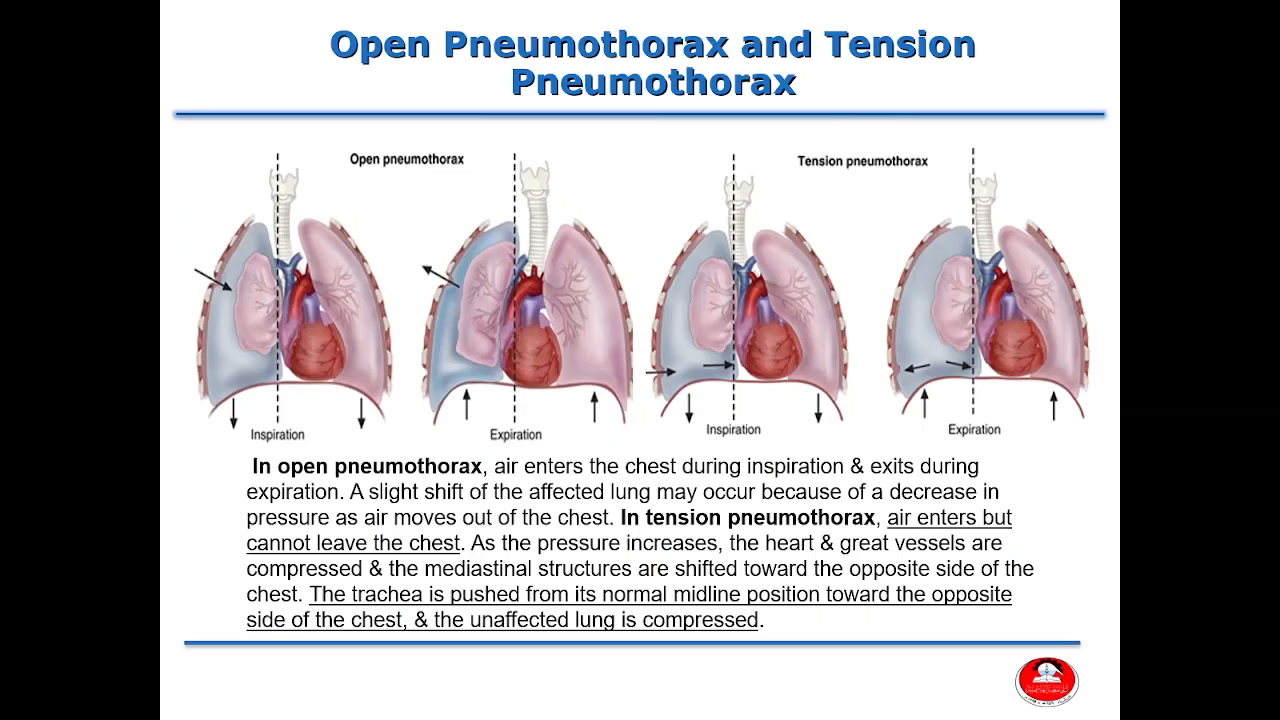 Open Pneumothorax and Tension
Pneumothorax
Open pneumothorax
Tension pneumothorax
Inspiration
Expiration
Inspiration
Expiration
In open pneumothorax, air enters the chest during inspiration & exits during
expiration. A slight shift of the affected lung may occur because of a decrease in
pressure as air moves out of the chest. In tension pneumothorax, air enters but
cannot leave the chest. As the pressure increases, the heart & great vessels are
compressed & the mediastinal structures are shifted toward the opposite side of the
chest. The trachea is pushed from its normal midline position toward the opposite
side of the chest, & the unaffected lung is compressed.